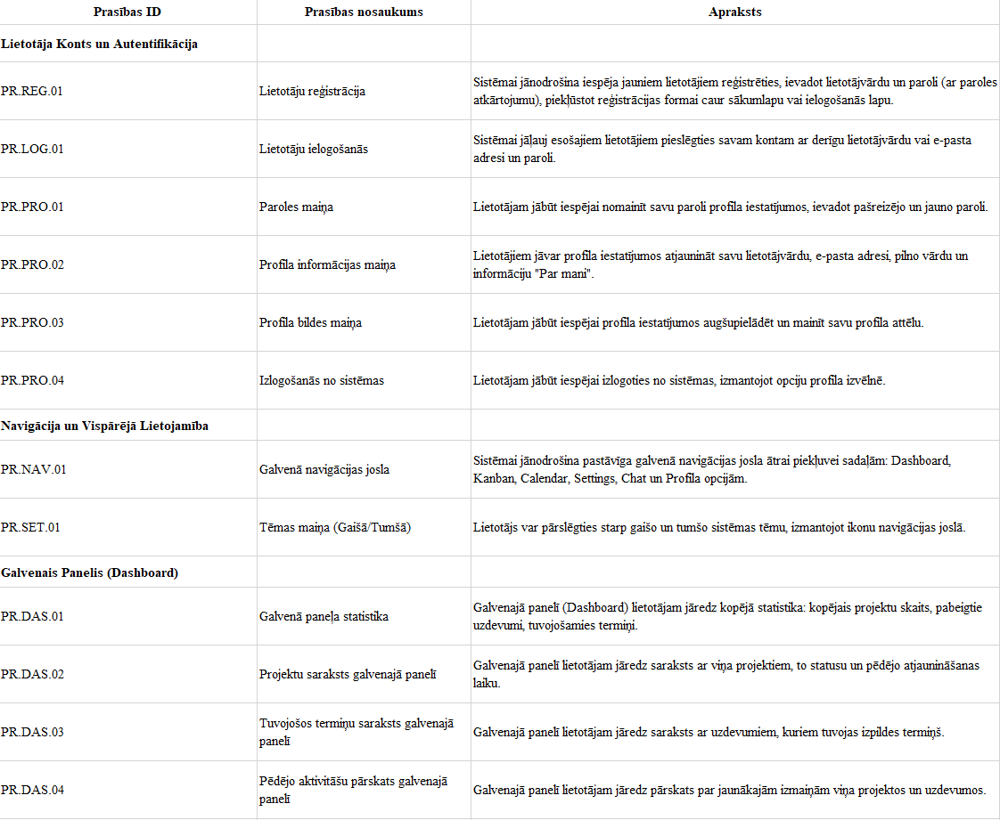 Prasības ID
Prasības nosaukums
Apraksts
Lietotāja Konts un Autentifikācija
PR.REG.01
Lietotāju reģistrācija
Sistēmai jānodrošina iespēja jauniem lietotājiem reģistrēties, ievadot lietotājvārdu un paroli (ar paroles
atkārtojumu), piekļūstot reģistrācijas formai caur sākumlapu vai ielogošanās lapu.
PR.LOG.01
Lietotāju ielogošanās
Sistēmai jāļauj esošajiem lietotājiem pieslēgties savam kontam ar derīgu lietotājvārdu vai e-pasta
adresi un paroli.
PR.PRO.01
Paroles maiņa
Lietotājam jābūt iespējai nomainīt savu paroli profila iestatījumos, ievadot pašreizējo un jauno paroli.
PR.PRO.02
Profila informācijas maiņa
Lietotājiem jāvar profila iestatījumos atjaunināt savu lietotājvārdu, e-pasta adresi, pilno vārdu un
informāciju "Par mani".
PR.PRO.03
Profila bildes maiņa
Lietotājam jābūt iespējai profila iestatījumos augšupielādēt un mainīt savu profila attēlu.
PR.PRO.04
Izlogošanās no sistēmas
Lietotājam jābūt iespējai izlogoties no sistēmas, izmantojot opciju profila izvēlnē.
Navigācija un Vispārējā Lietojamība
PR.NAV.01
Galvenā navigācijas josla
Sistēmai jānodrošina pastāvīga galvenā navigācijas josla ātrai piekļuvei sadaļām: Dashboard,
Kanban, Calendar, Settings, Chat un Profila opcijām.
PR.SET.01
Tēmas maiņa (Gaišā/Tumšā)
Lietotājs var pārslēgties starp gaišo un tumšo sistēmas tēmu, izmantojot ikonu navigācijas joslā.
Galvenais Panelis (Dashboard)
PR.DAS.01
Galvenā paneļa statistika
Galvenajā panelī (Dashboard) lietotājam jāredz kopējā statistika: kopējais projektu skaits, pabeigtie
uzdevumi, tuvojošamies termiņi.
PR.DAS.02
Projektu saraksts galvenajā panelī
Galvenajā panelī lietotājam jāredz saraksts ar viņa projektiem, to statusu un pēdējo atjaunināšanas
laiku.
PR.DAS.03
Tuvojošos termiņu saraksts galvenajā
panelī
Galvenajā panelī lietotājam jāredz saraksts ar uzdevumiem, kuriem tuvojas izpildes termiņš.
PR.DAS.04
Pēdējo aktivitāšu pārskats galvenajā
panelī
Galvenajā panelī lietotājam jāredz pārskats par jaunākajām izmaiņām viņa projektos un uzdevumos.